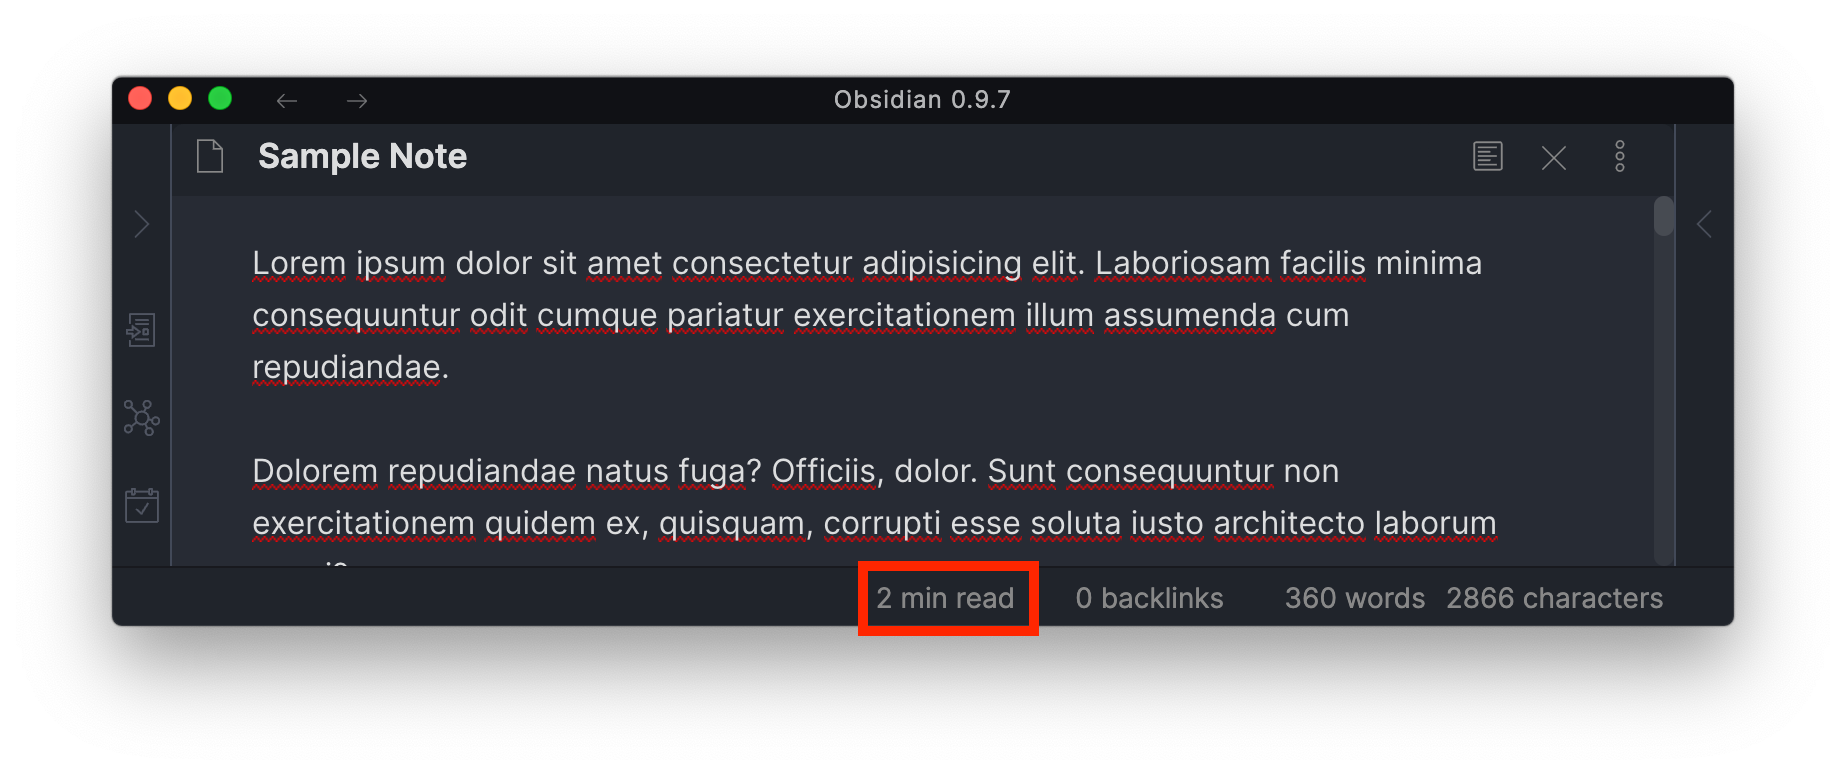 Obsidian 0.9.7
Sample Note
Lorem ipsum dolor sit amet consectetur adipisicing elit. Laboriosam facilis minima
consequuntur odit cumque pariatur exercitationem illum assumenda cum
repudiandae.
Dolorem repudiandae natus fuga? Officiis, dolor. Sunt consequuntur non
exercitationem quidem ex, quisquam, corrupti esse soluta iusto architecto laborum
2 min read 0 backlinks 360 words 2866 characters